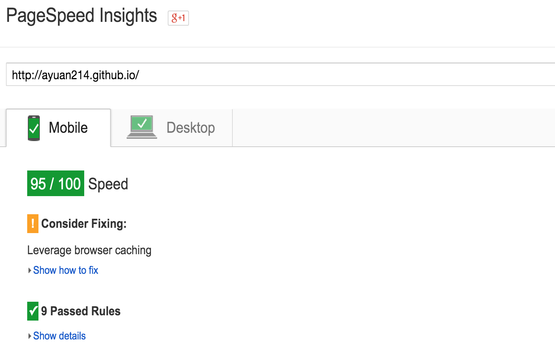 PageSpeed Insights g+1
http://ayuan214.github.io/
Mobile Desktop
95 / 100 Speed
! Consider Fixing:
Leverage browser caching
Show how to fix
9 Passed Rules
Show details